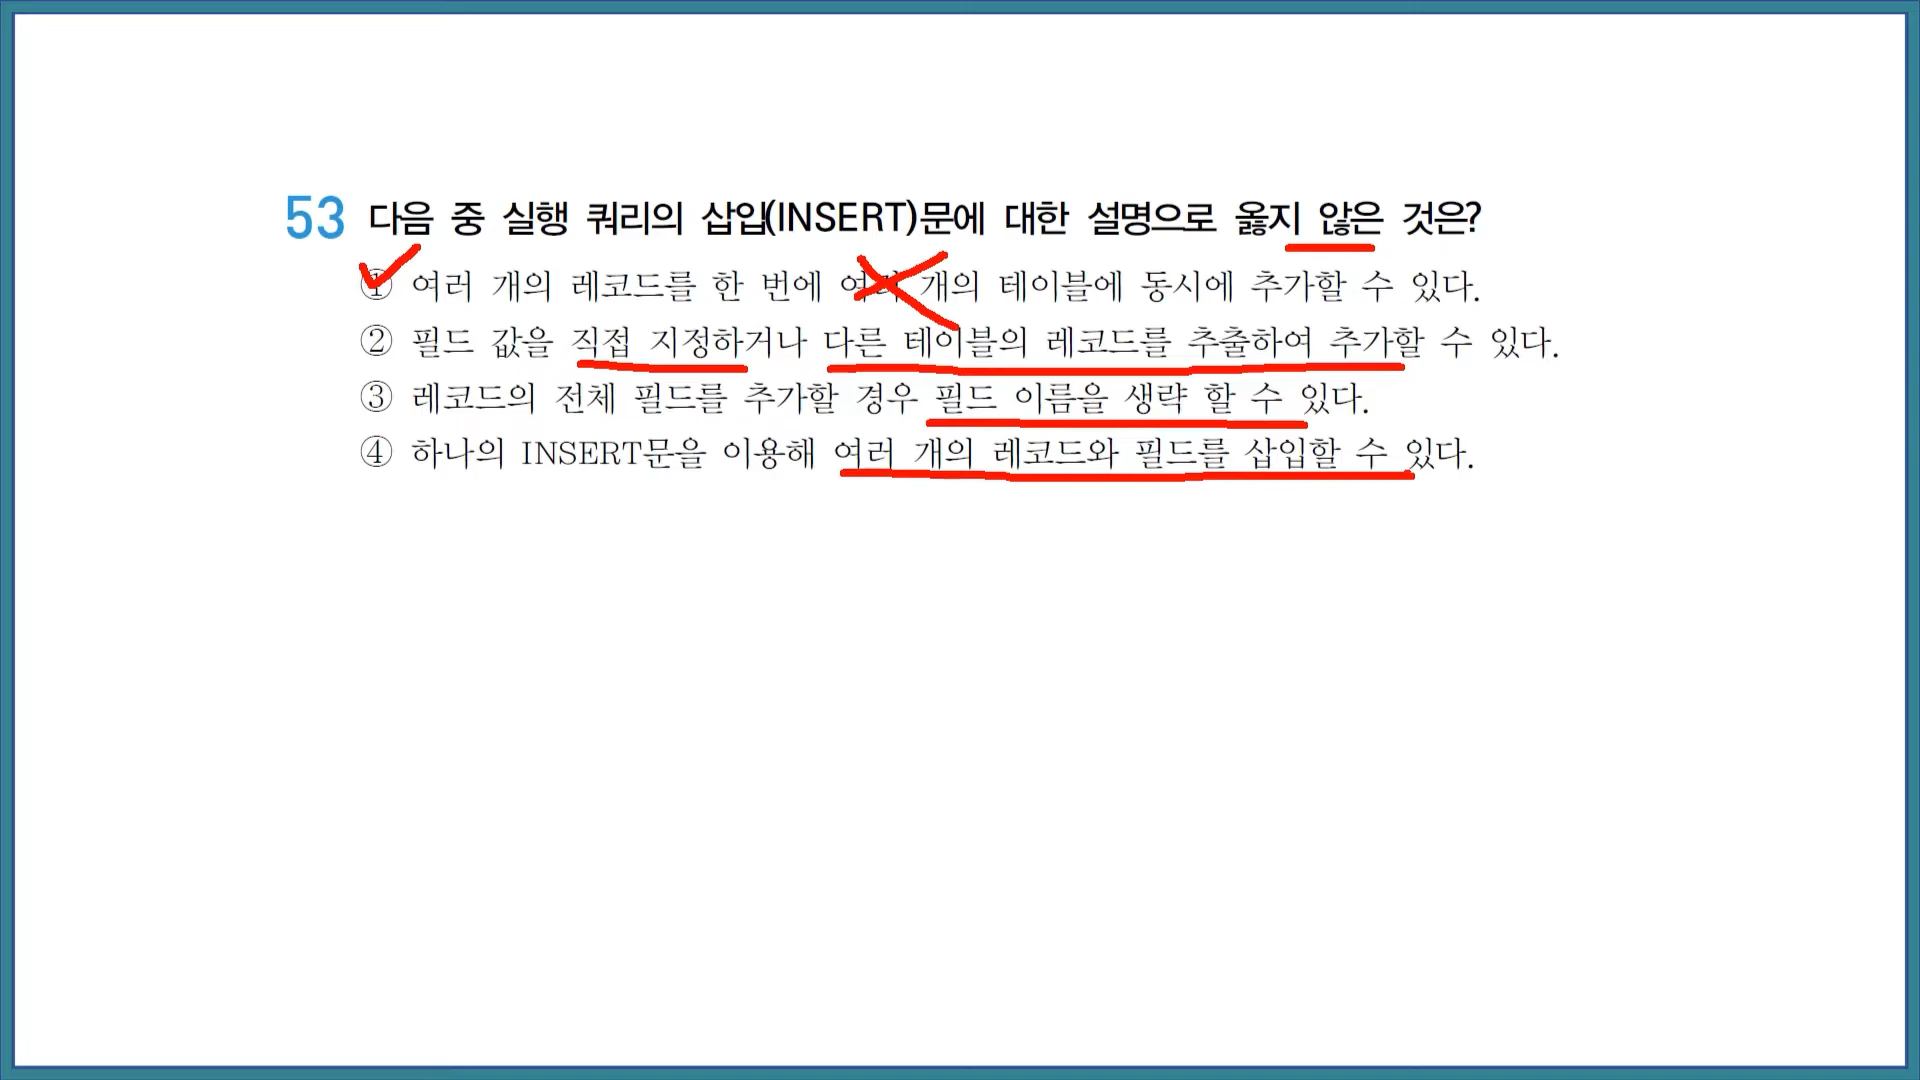 53 다음 중 실행 쿼리의 삽입(INSERT)문에 대한 설명으로 옳지 않은 것은?
① 여러 개의 레코드를 한 번에 여러 개의 테이블에 동시에 추가할 수 있다.
② 필드 값을 직접 지정하거나 다른 테이블의 레코드를 추출하여 추가할 수 있다.
③ 레코드의 전체 필드를 추가할 경우 필드 이름을 생략 할 수 있다.
④ 하나의 INSERT문을 이용해 여러 개의 레코드와 필드를 삽입할 수 있다.